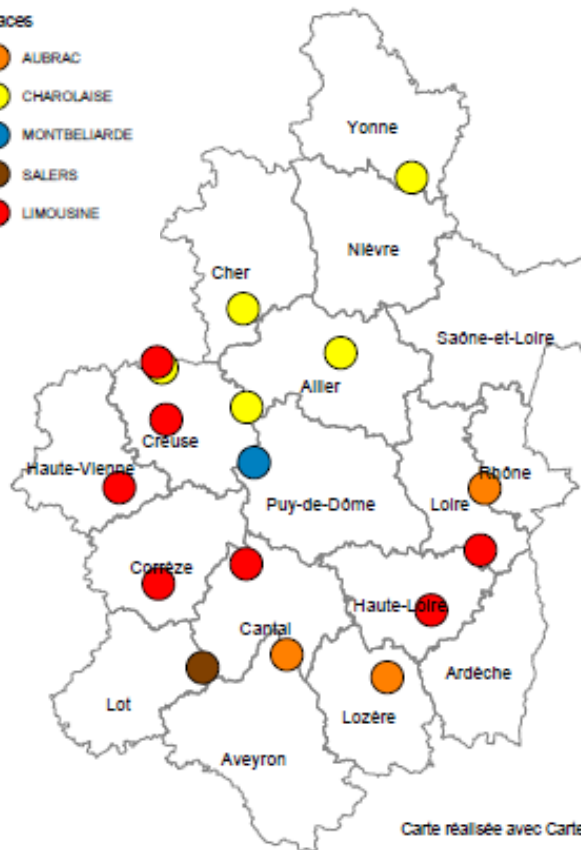 aces
AUBRAC
CHAROLAISE
MONTBELIARDE
SALERS
LIMOUSINE
Yonne
Nièvre
Cher
Saône-et-Loire
Allier
Creuse
Haute-Vienne
Rhône
Loire
Puy-de-Dôme
Corrèze
Haute-Loire
Cantal
Ardèche
Lot
Lozère
Aveyron
Carte réalisée avec Carte